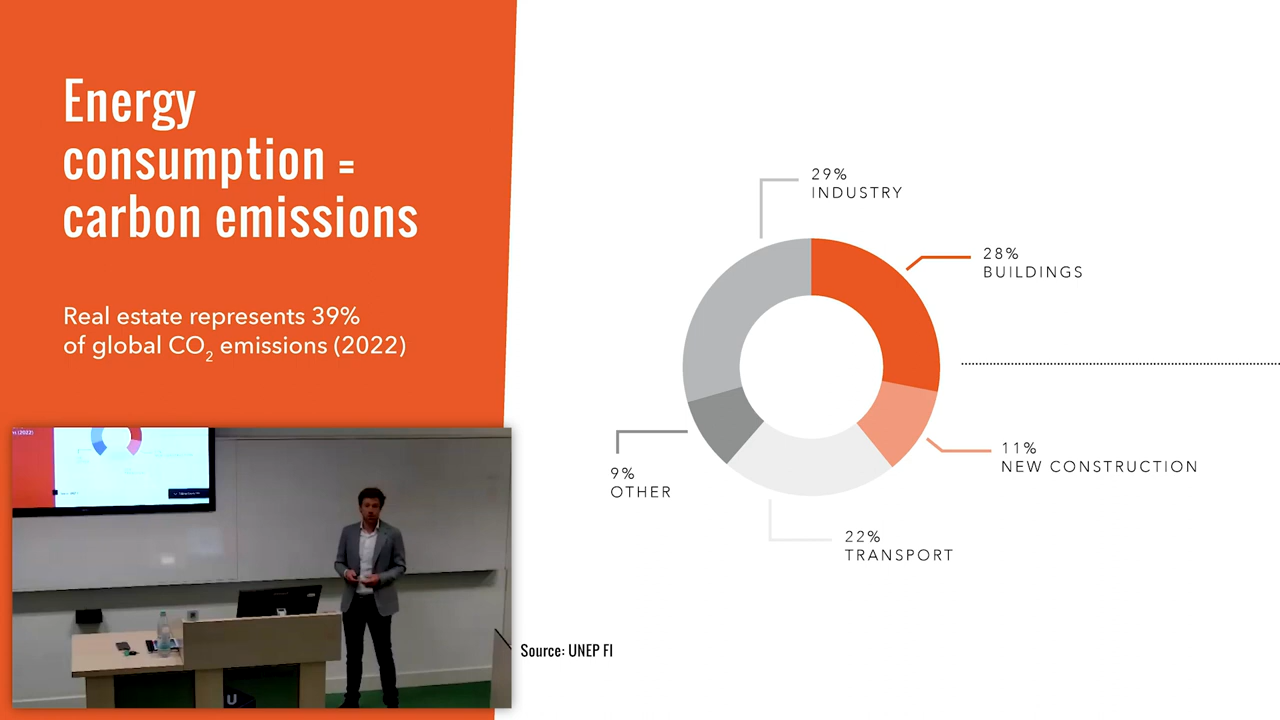 Energy
consumption =
carbon emissions
Real estate represents 39%
of global CO2 emissions (2022)
29%
INDUSTRY
28%
BUILDINGS
11%
NEW CONSTRUCTION
9%
OTHER
22%
TRANSPORT
Source: UNEP FI
U